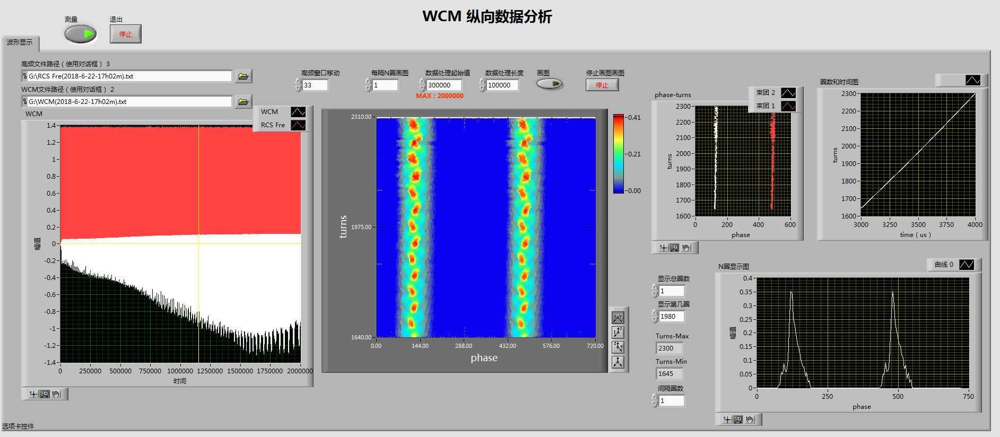 WCM 纵向数据分析
测量
退出
停止
波形显示
高频文件路径（使用对话框） 3
G:\RCS Fre(2018-6-22-17h02m).txt
WCM文件路径（使用对话框） 2
G:\WCM(2018-6-22-17h02m).txt
高频窗口移动
33
每隔N圈画图
1
数据处理起始值
300000
MAX：2000000
数据处理长度
100000
画图
停止画图画图
停止
WCM
WCM
RCS Fre
1.4
1.2
1
0.8
0.6
0.4
0.2
0
-0.2
-0.4
-0.6
-0.8
-1
-1.2
-1.4
幅值
0 250000 500000 750000 1000000 1250000 1500000 1750000 2000000
时间
2310.00
1975.00
1640.00
turns
0.00 144.00 288.00 432.00 576.00 720.00
phase
0.41
0.21
0.00
phase-turns
束团 2
束团 1
2300
2200
2100
2000
1900
1800
1700
1600
turns
0 200 400 600
phase
圈数和时间图
2300
2200
2100
2000
1900
1800
1700
1600
turns
3000 3250 3500 3750 4000
time（us）
显示总圈数
1
显示第几圈
1980
Turns-Max
2300
Turns-Min
1645
间隔圈数
1
N圈显示图
曲线 0
0.4
0.35
0.3
0.25
0.2
0.15
0.1
0.05
0
幅值
0 250 500 750
phase
选项卡控件